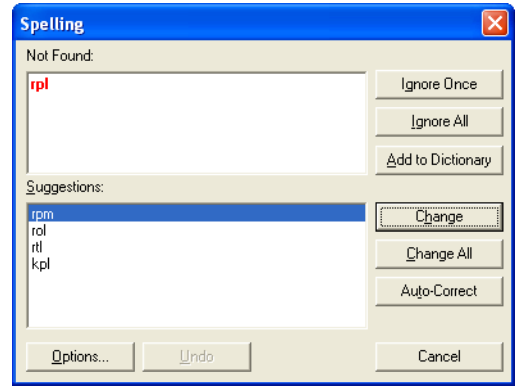 Spelling
Not Found:
rpl
Ignore Once
Ignore All
Add to Dictionary
Suggestions:
rpm
rol
rtl
kpl
Change
Change All
Auto-Correct
Options...
Undo
Cancel